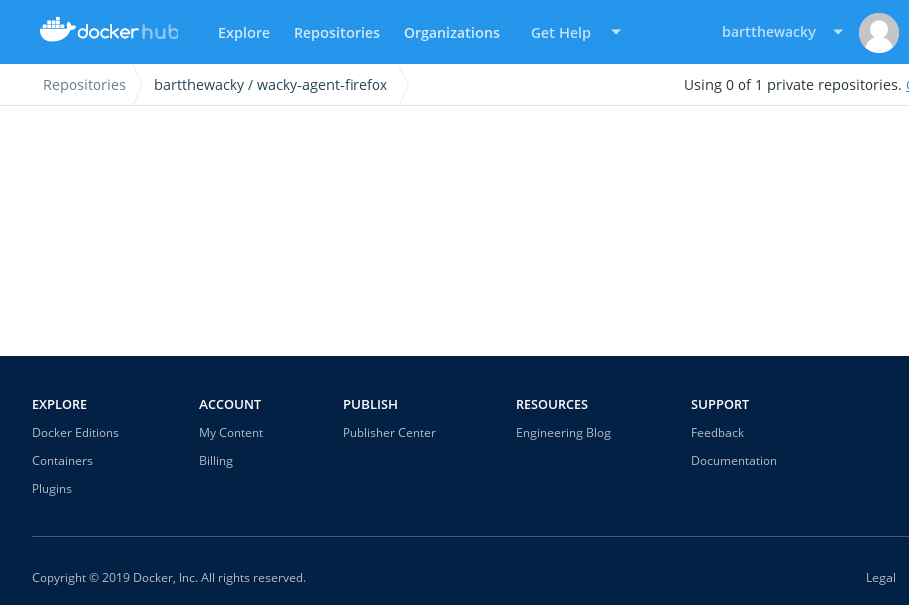 dockerhub Explore Repositories Organizations Get Help bartthewacky
Repositories bartthewacky / wacky-agent-firefox Using 0 of 1 private repositories.
EXPLORE ACCOUNT PUBLISH RESOURCES SUPPORT
Docker Editions My Content Publisher Center Engineering Blog Feedback
Containers Billing Documentation
Plugins
Copyright © 2019 Docker, Inc. All rights reserved. Legal